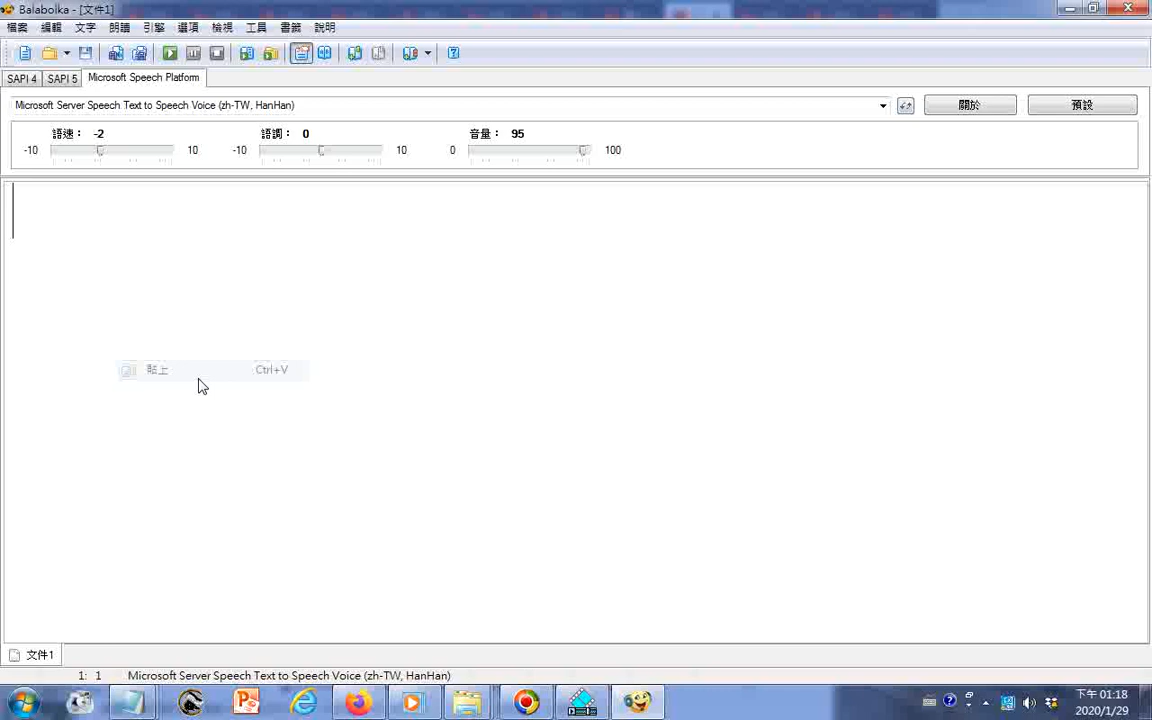 Balabolka - [文件1]
檔案 編輯 文字 朗讀 引擎 選項 檢視 工具 書籤 說明
SAPI 4 SAPI 5 Microsoft Speech Platform
Microsoft Server Speech Text to Speech Voice (zh-TW, HanHan) 關於 預設
語速： -2 語調： 0 音量： 95
-10 10 -10 10 0 100
貼上 Ctrl+V
文件1
1: 1 Microsoft Server Speech Text to Speech Voice (zh-TW, HanHan)
下午 01:18
2020/1/29